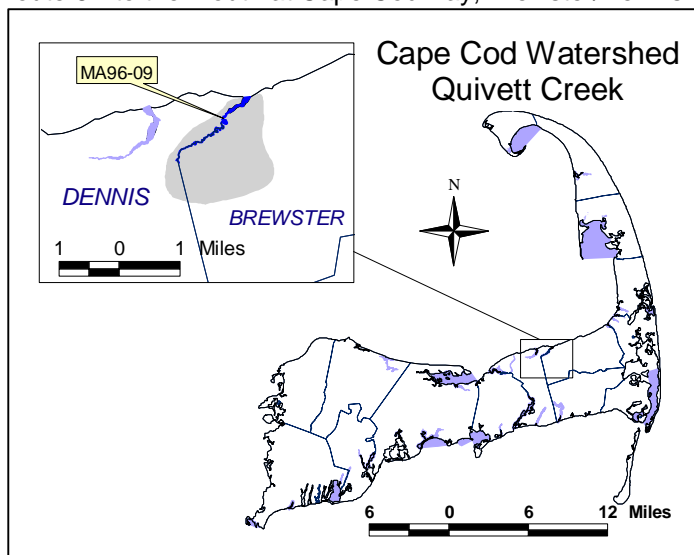 Cape Cod Watershed
Quivett Creek
MA96-09
DENNIS
BREWSTER
1 0 1 Miles
N
6 0 6 12 Miles